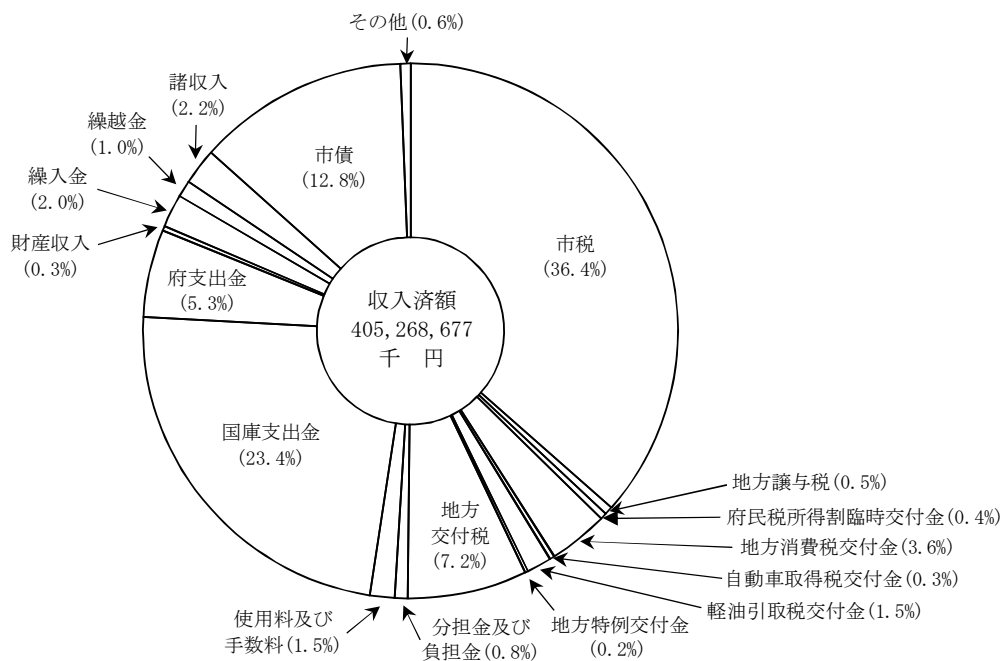 その他(0.6%)
諸収入
(2.2%)
繰越金
(1.0%)
繰入金
(2.0%)
財産収入
(0.3%)
府支出金
(5.3%)
市債
(12.8%)
市税
(36.4%)
収入済額
405,268,677
千　円
国庫支出金
(23.4%)
地方
交付税
(7.2%)
地方譲与税(0.5%)
府民税所得割臨時交付金(0.4%)
地方消費税交付金(3.6%)
自動車取得税交付金(0.3%)
軽油引取税交付金(1.5%)
地方特例交付金
(0.2%)
分担金及び
負担金(0.8%)
使用料及び
手数料(1.5%)